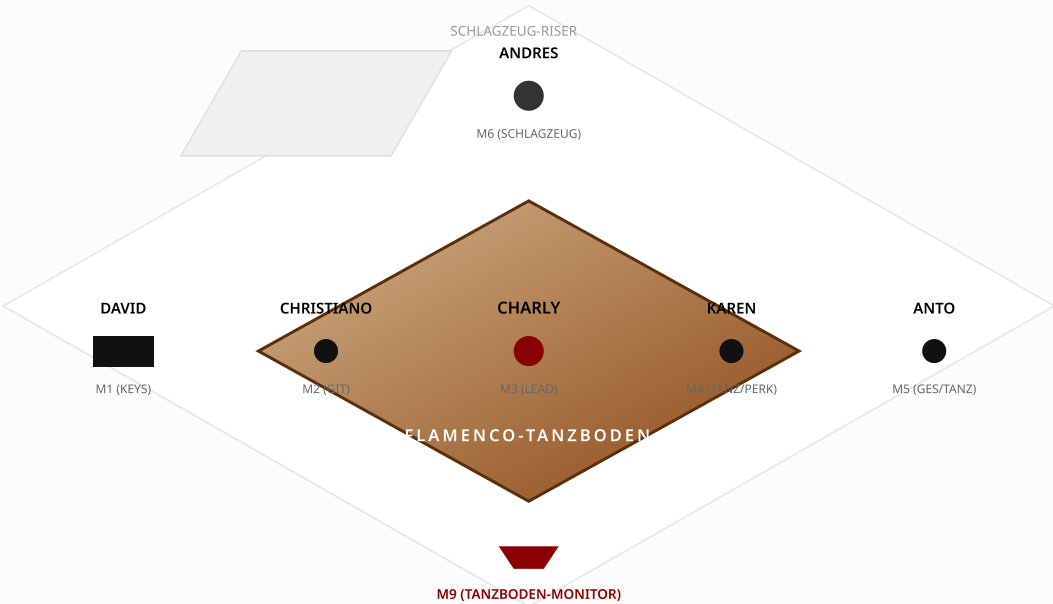 SCHLAGZEUG-RISER
ANDRES
M6 (SCHLAGZEUG)
DAVID
CHRISTIANO
CHARLY
KAREN
ANTO
M1 (KEYS)
M2 (GIT)
M3 (LEAD)
M4 (TANZ/PERK)
M5 (GES/TANZ)
FLAMENCO-TANZBODEN
M9 (TANZBODEN-MONITOR)